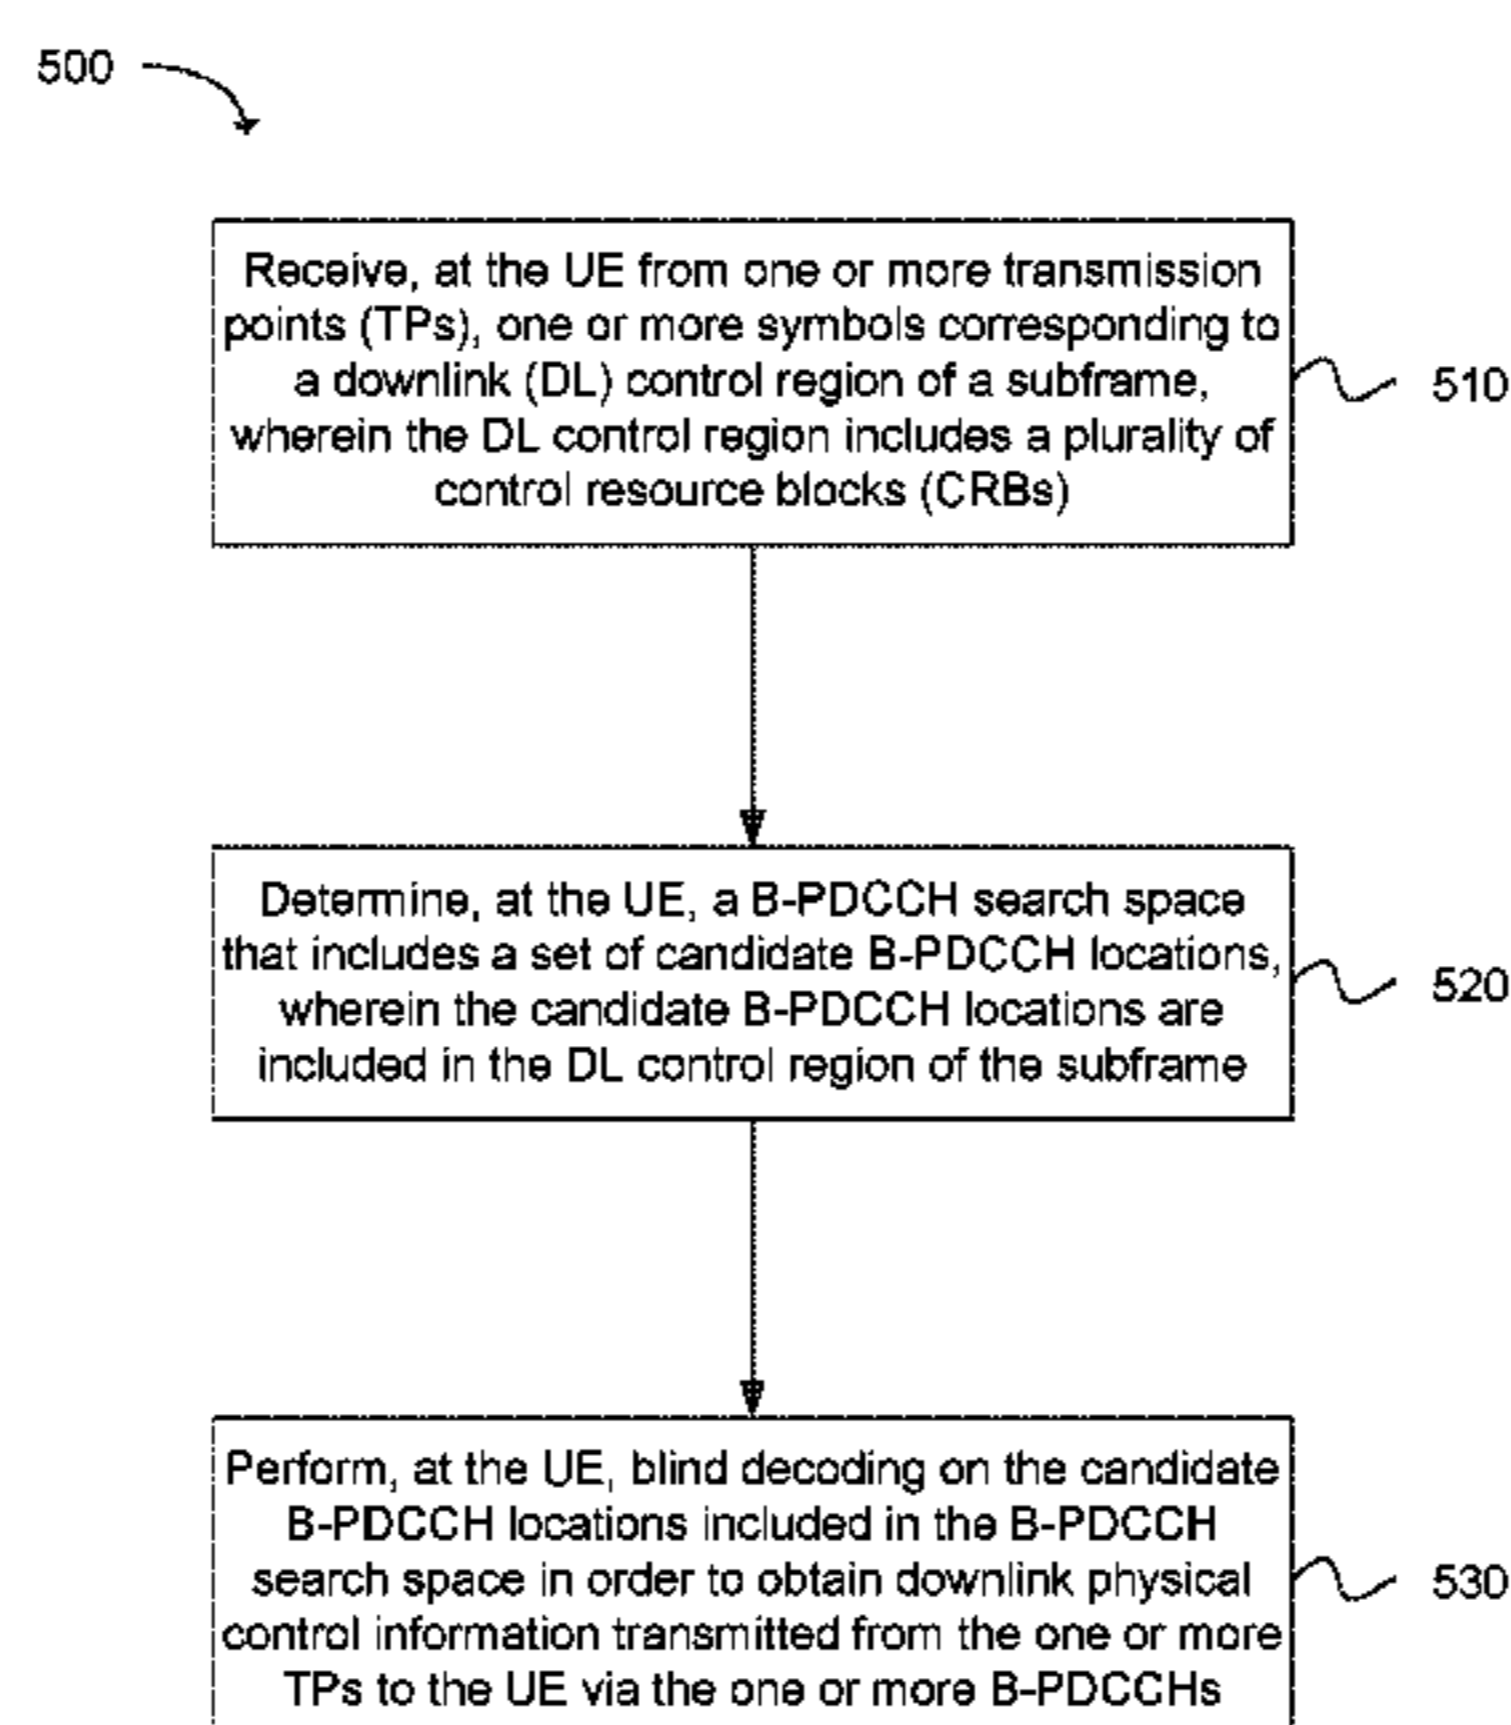 500
Receive, at the UE from one or more transmission
points (TPs), one or more symbols corresponding to
a downlink (DL) control region of a subframe,
wherein the DL control region includes a plurality of
control resource blocks (CRBs)
510
Determine, at the UE, a B-PDCCH search space
that includes a set of candidate B-PDCCH locations,
wherein the candidate B-PDCCH locations are
included in the DL control region of the subframe
520
Perform, at the UE, blind decoding on the candidate
B-PDCCH locations included in the B-PDCCH
search space in order to obtain downlink physical
control information transmitted from the one or more
TPs to the UE via the one or more B-PDCCHs
530